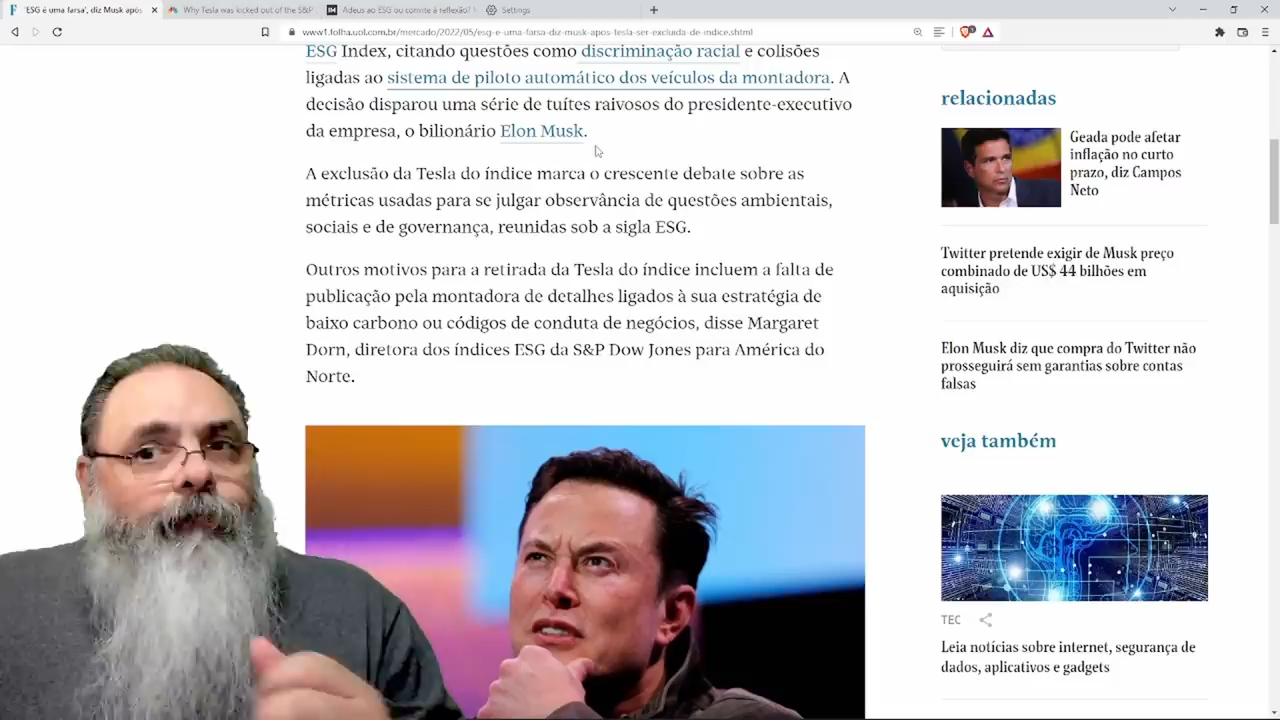 'ESG é uma farsa', diz Musk após
Why Tesla was kicked out of the S&P
Adeus ao ESG ou convite à reflexão?
Settings
www1.folha.uol.com.br/mercado/2022/05/esg-e-uma-farsa-diz-musk-apos-tesla-ser-excluida-de-indice.shtml
ESG Index, citando questões como discriminação racial e colisões
ligadas ao sistema de piloto automático dos veículos da montadora. A
decisão disparou uma série de tuítes raivosos do presidente-executivo
da empresa, o bilionário Elon Musk.
A exclusão da Tesla do índice marca o crescente debate sobre as
métricas usadas para se julgar observância de questões ambientais,
sociais e de governança, reunidas sob a sigla ESG.
Outros motivos para a retirada da Tesla do índice incluem a falta de
publicação pela montadora de detalhes ligados à sua estratégia de
baixo carbono ou códigos de conduta de negócios, disse Margaret
Dorn, diretora dos índices ESG da S&P Dow Jones para América do
Norte.
relacionadas
Geada pode afetar
inflação no curto
prazo, diz Campos
Neto
Twitter pretende exigir de Musk preço
combinado de US$ 44 bilhões em
aquisição
Elon Musk diz que compra do Twitter não
prosseguirá sem garantias sobre contas
falsas
veja também
TEC
Leia notícias sobre internet, segurança de
dados, aplicativos e gadgets